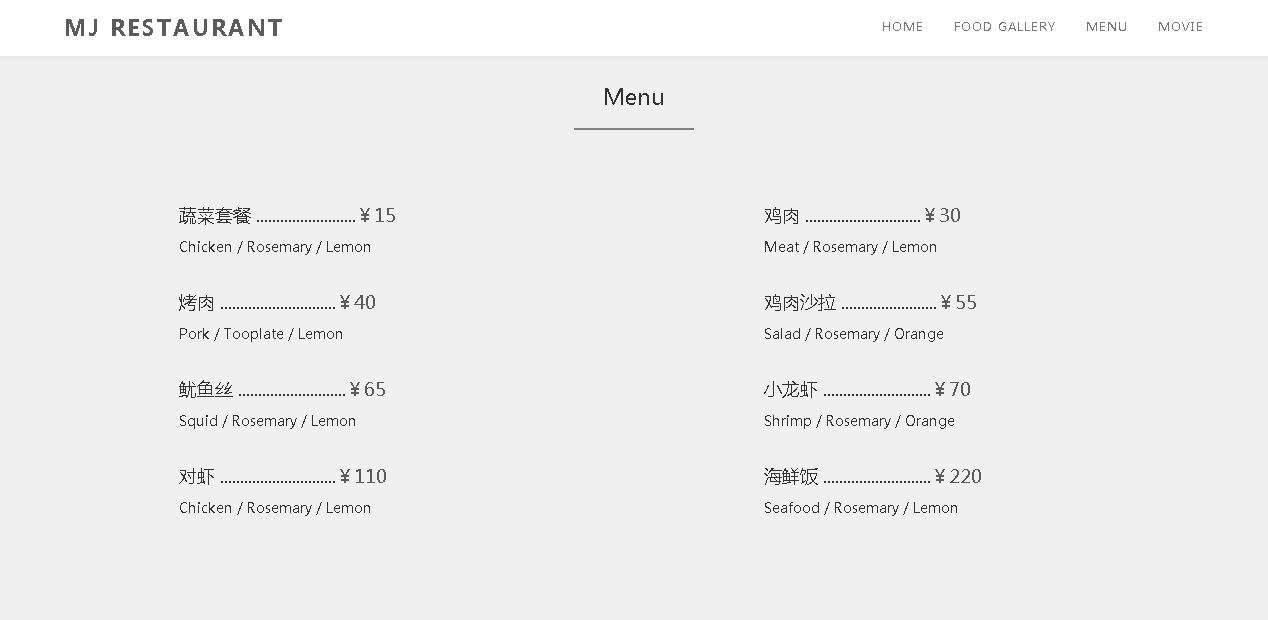 MJ RESTAURANT
HOME FOOD GALLERY MENU MOVIE
Menu
蔬菜套餐 ......................... ¥ 15
Chicken / Rosemary / Lemon
烤肉 ............................. ¥ 40
Pork / Tooplate / Lemon
鱿鱼丝 ........................... ¥ 65
Squid / Rosemary / Lemon
对虾 ............................. ¥ 110
Chicken / Rosemary / Lemon
鸡肉 ............................. ¥ 30
Meat / Rosemary / Lemon
鸡肉沙拉 ........................ ¥ 55
Salad / Rosemary / Orange
小龙虾 ........................... ¥ 70
Shrimp / Rosemary / Orange
海鲜饭 ........................... ¥ 220
Seafood / Rosemary / Lemon